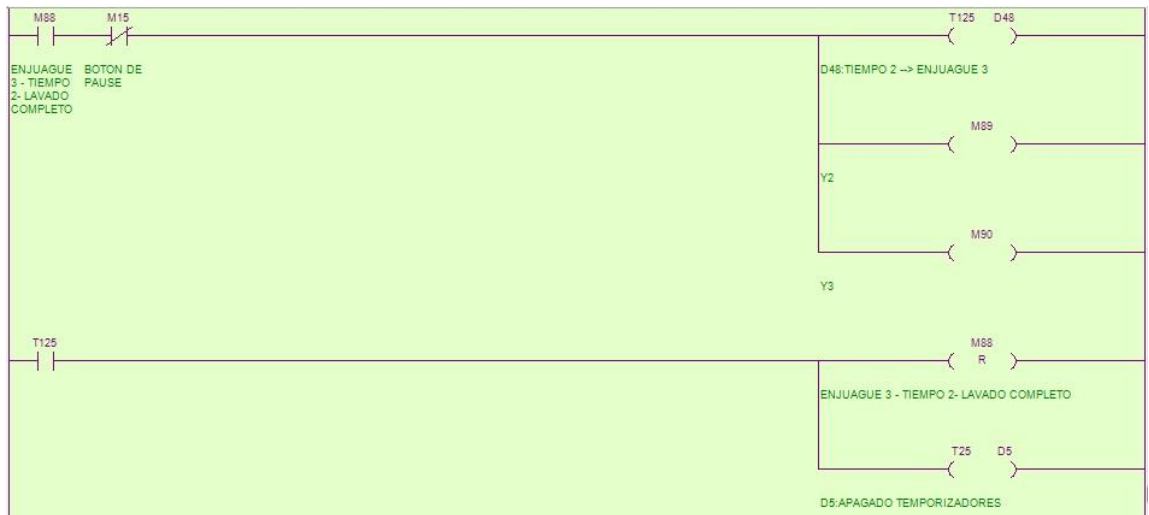 M88 M15 T125 D48
ENJUAGUE
3 - TIEMPO
2- LAVADO
COMPLETO
BOTON DE
PAUSE
D48:TIEMPO 2 --> ENJUAGUE 3
M89
Y2
M90
Y3
T125 M88
R
ENJUAGUE 3 - TIEMPO 2- LAVADO COMPLETO
T25 D5
D5:APAGADO TEMPORIZADORES